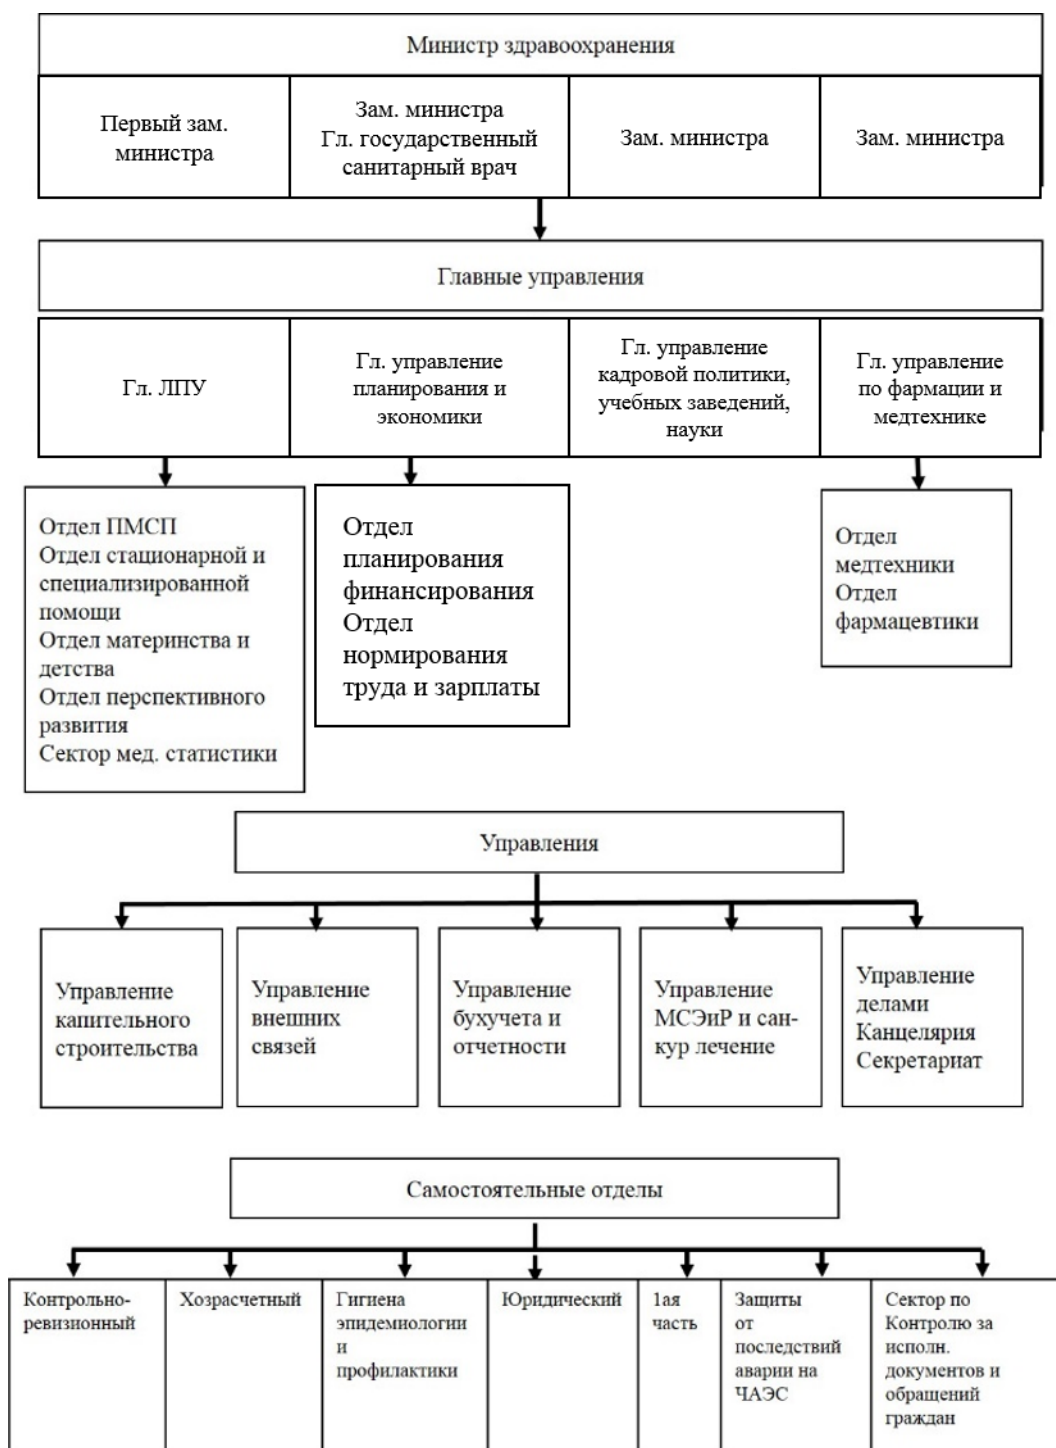 Министр здравоохранения
Первый зам.
министра
Зам. министра
Гл. государственный
санитарный врач
Зам. министра
Зам. министра
Главные управления
Гл. ЛПУ
Гл. управление
планирования и
экономики
Гл. управление
кадровой политики,
учебных заведений,
науки
Гл. управление
по фармации и
медтехнике
Отдел ПМСП
Отдел стационарной и
специализированной
помощи
Отдел материнства и
детства
Отдел перспективного
развития
Сектор мед. статистики
Отдел
планирования
финансирования
Отдел
нормирования
труда и зарплаты
Отдел
медтехники
Отдел
фармацевтики
Управления
Управление
капительного
строительства
Управление
внешних
связей
Управление
бухучета и
отчетности
Управление
МСЭиР и сан-
кур лечение
Управление
делами
Канцелярия
Секретариат
Самостоятельные отделы
Контрольно-
ревизионный
Хозрасчетный
Гигиена
эпидемиологии
и
профилактики
Юридический
1ая
часть
Защиты
от
последствий
аварии на
ЧАЭС
Сектор по
Контролю за
исполн.
документов и
обращений
граждан